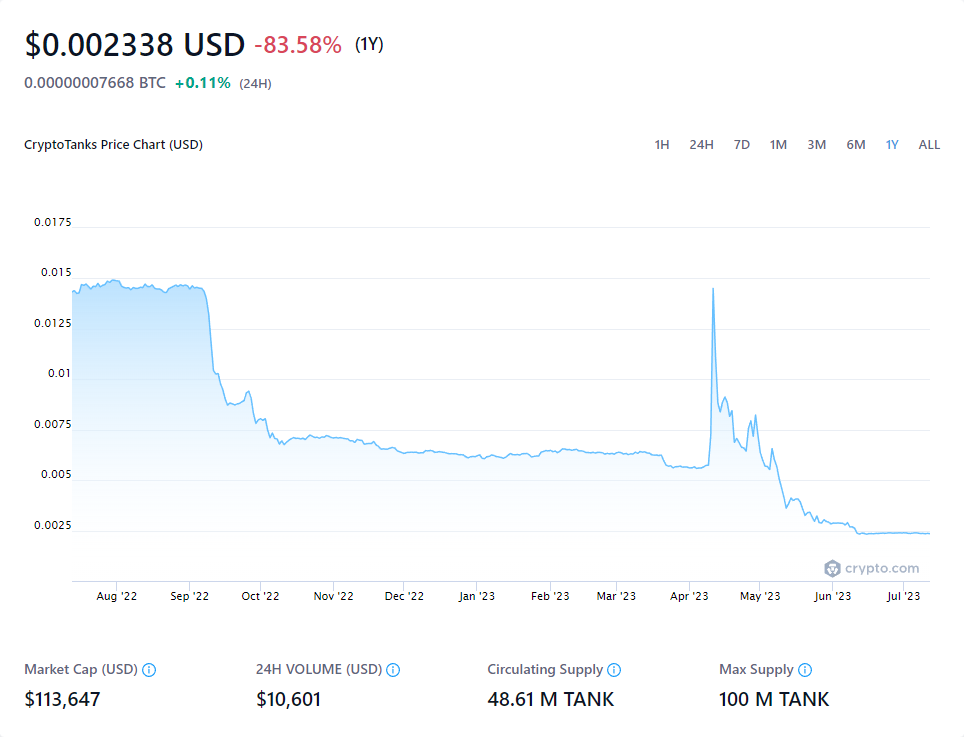 $0.002338 USD -83.58% (1Y)
0.00000007668 BTC +0.11% (24H)
CryptoTanks Price Chart (USD) 1H 24H 7D 1M 3M 6M 1Y ALL
0.0175
0.015
0.0125
0.01
0.0075
0.005
0.0025
crypto.com
Aug '22 Sep '22 Oct '22 Nov '22 Dec '22 Jan '23 Feb '23 Mar '23 Apr '23 May '23 Jun '23 Jul '23
Market Cap (USD) 24H VOLUME (USD) Circulating Supply Max Supply
$113,647 $10,601 48.61 M TANK 100 M TANK